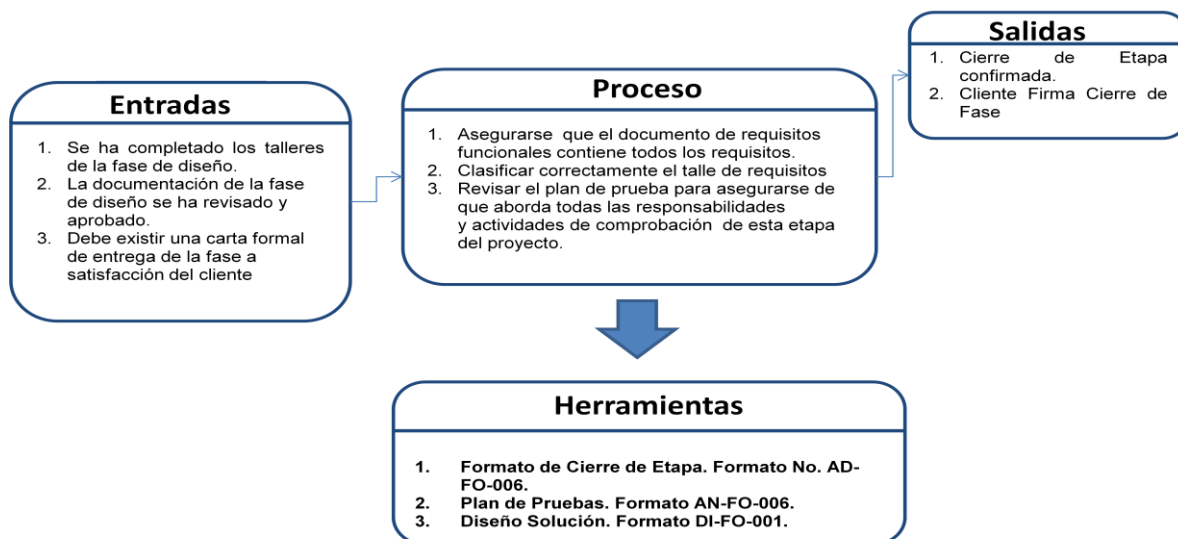 Entradas
1. Se ha completado los talleres
de la fase de diseño.
2. La documentación de la fase
de diseño se ha revisado y
aprobado.
3. Debe existir una carta formal
de entrega de la fase a
satisfacción del cliente
Proceso
1. Asegurarse que el documento de requisitos
funcionales contiene todos los requisitos.
2. Clasificar correctamente el talle de requisitos
3. Revisar el plan de prueba para asegurarse de
que aborda todas las responsabilidades
y actividades de comprobación de esta etapa
del proyecto.
Salidas
1. Cierre de Etapa
confirmada.
2. Cliente Firma Cierre de
Fase
Herramientas
1. Formato de Cierre de Etapa. Formato No. AD-
FO-006.
2. Plan de Pruebas. Formato AN-FO-006.
3. Diseño Solución. Formato DI-FO-001.